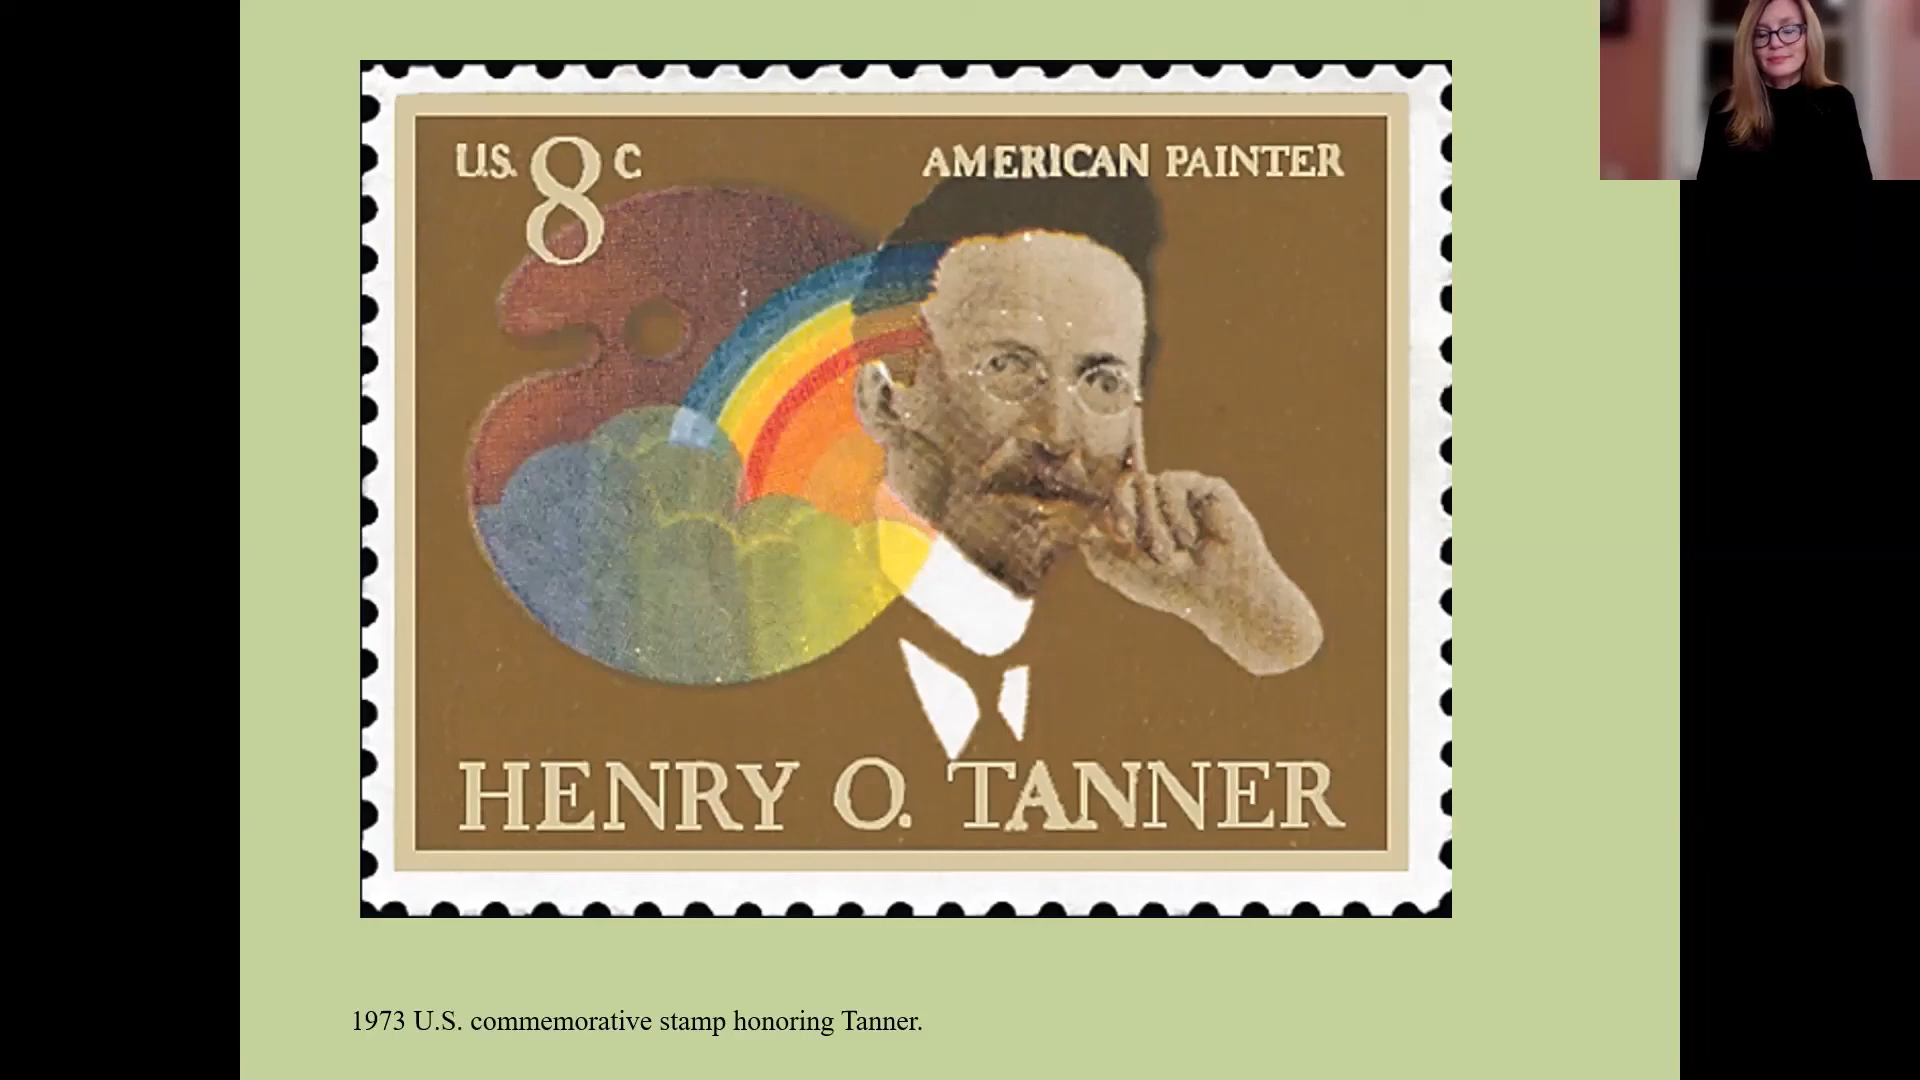 U.S. 8 C
AMERICAN PAINTER
HENRY O. TANNER
1973 U.S. commemorative stamp honoring Tanner.